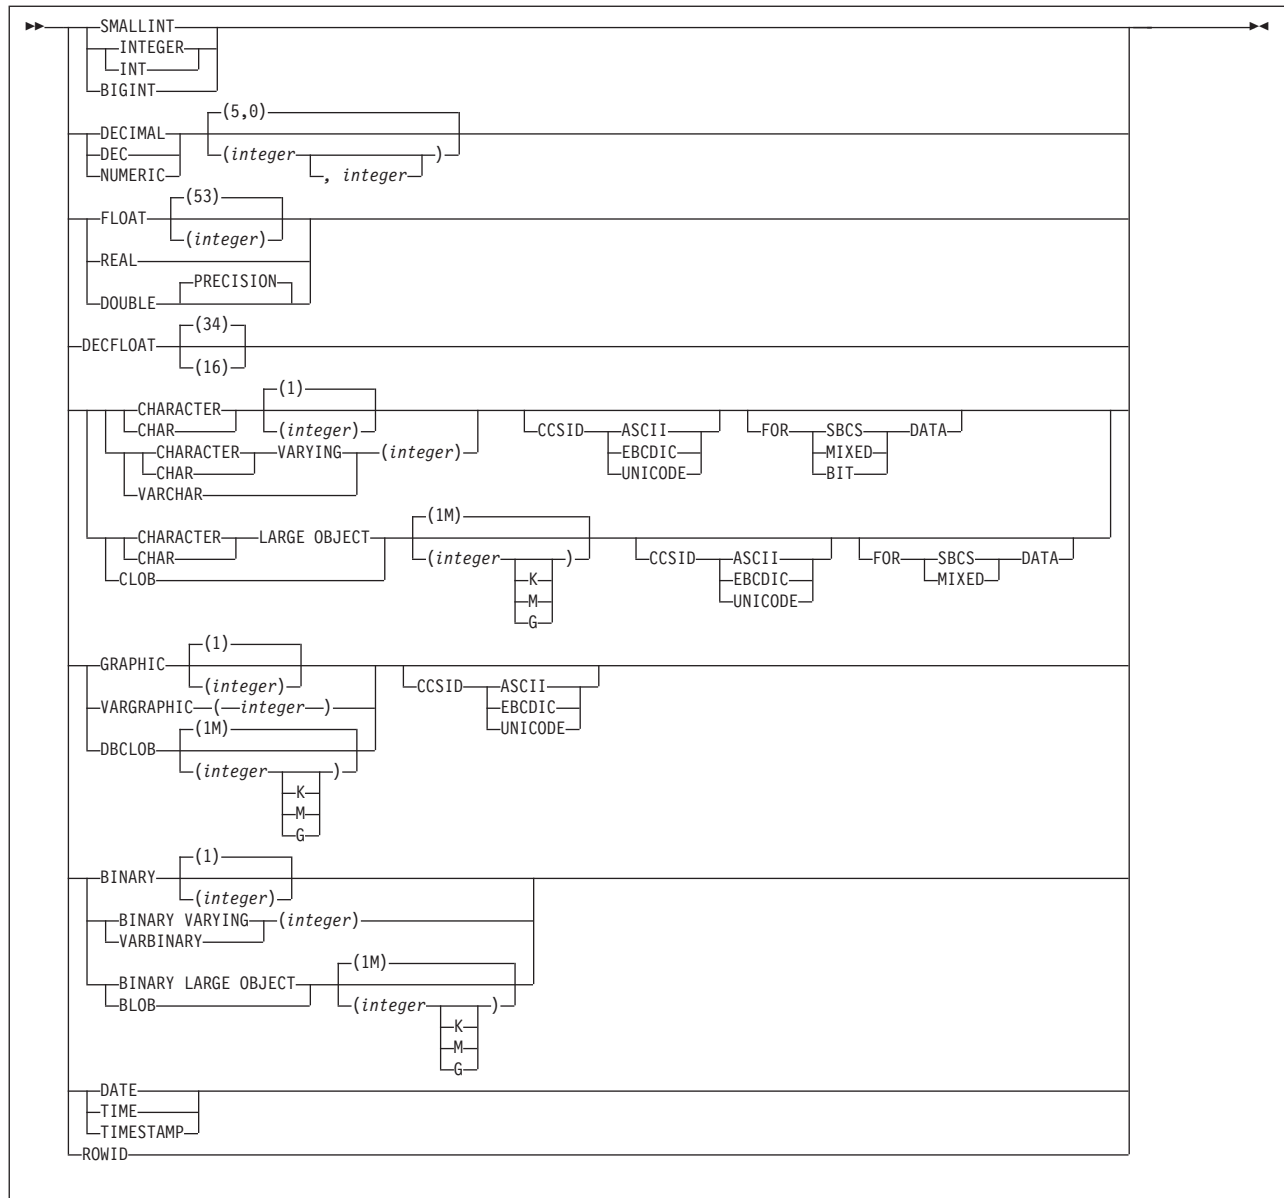 SMALLINT
INTEGER
INT
BIGINT
(5,0)
DECIMAL
DEC (integer )
NUMERIC , integer
(53)
FLOAT
(integer)
REAL
PRECISION
DOUBLE
(34)
DECFLOAT
(16)
(1)
CHARACTER
CHAR (integer) CCSID ASCII FOR SBCS DATA
CHARACTER VARYING (integer) EBCDIC MIXED
CHAR UNICODE BIT
VARCHAR
(1M)
CHARACTER LARGE OBJECT
CHAR (integer ) CCSID ASCII FOR SBCS DATA
CLOB K EBCDIC MIXED
M UNICODE
G
(1)
GRAPHIC
(integer) CCSID ASCII
VARGRAPHIC ( integer ) EBCDIC
(1M) UNICODE
DBCLOB
(integer )
K
M
G
(1)
BINARY
(integer)
BINARY VARYING (integer)
VARBINARY
(1M)
BINARY LARGE OBJECT
BLOB (integer )
K
M
G
DATE
TIME
TIMESTAMP
ROWID